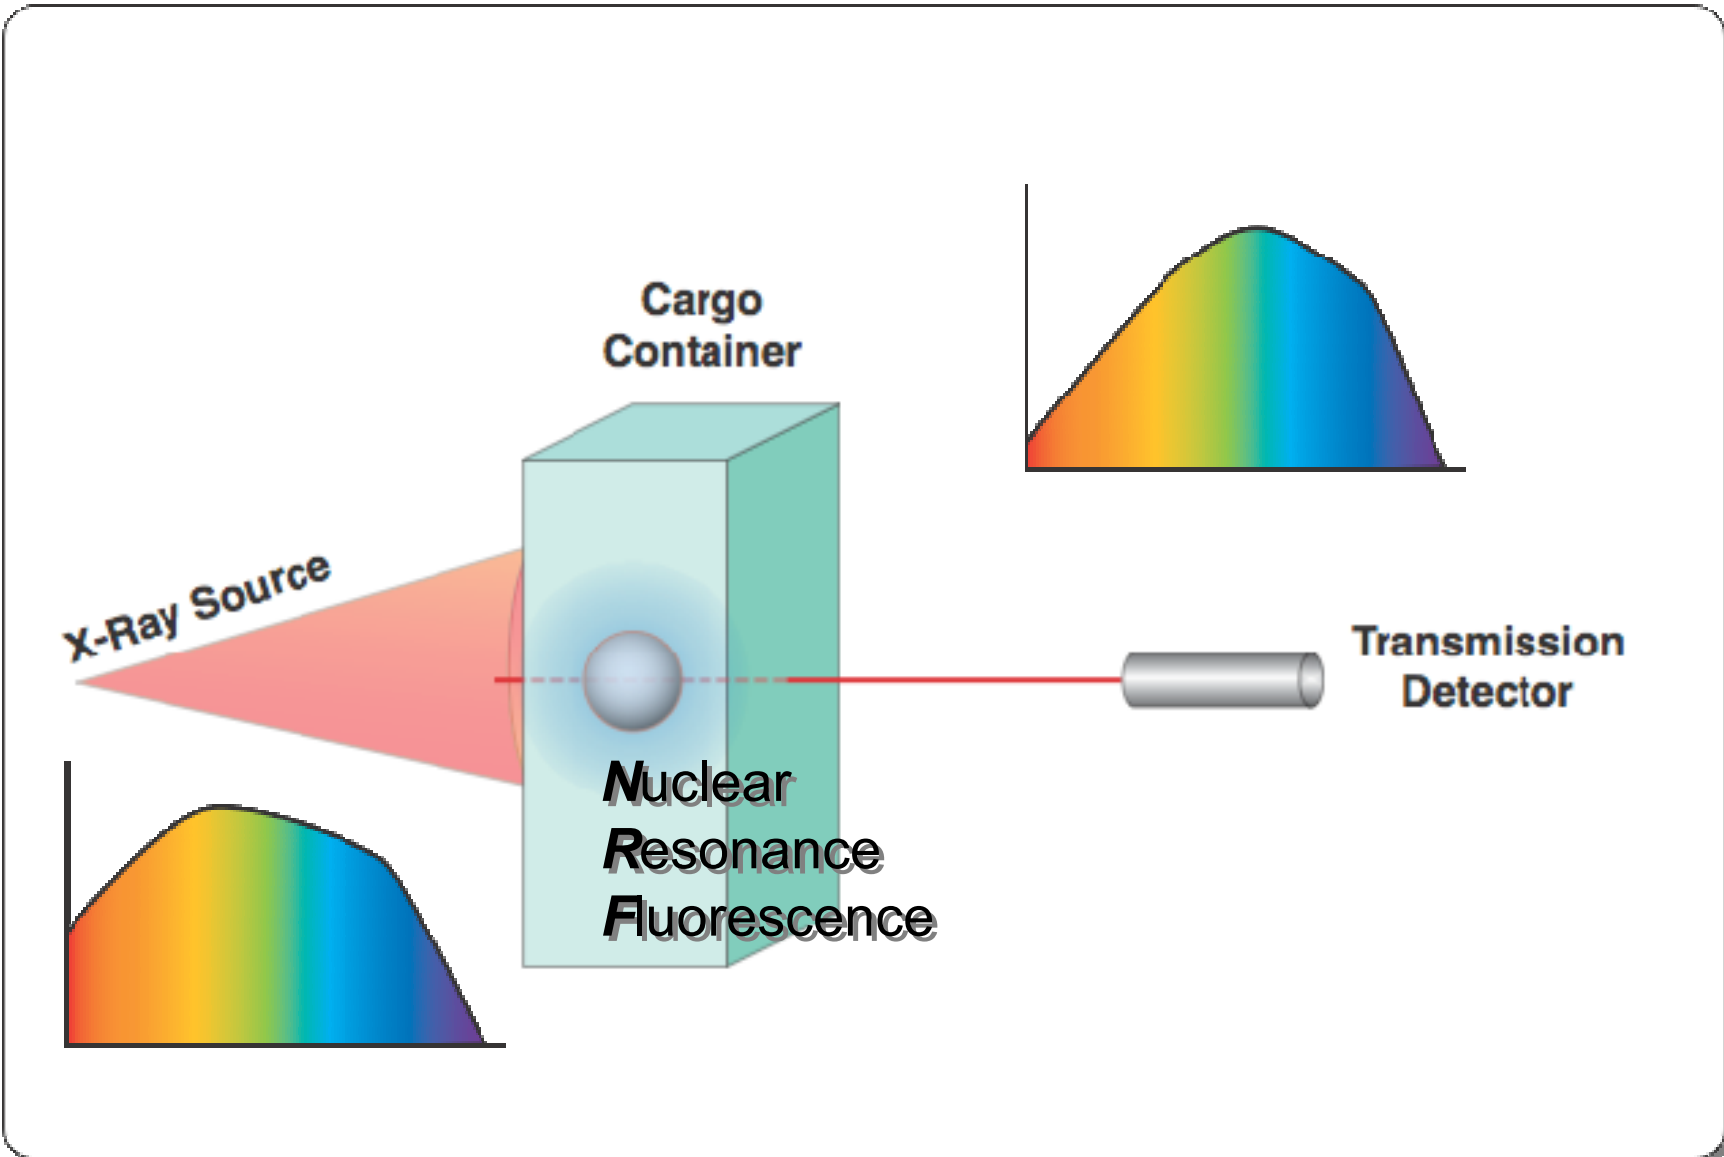 Cargo
Container
X-Ray Source
Transmission
Detector
Nuclear
Resonance
Fluorescence